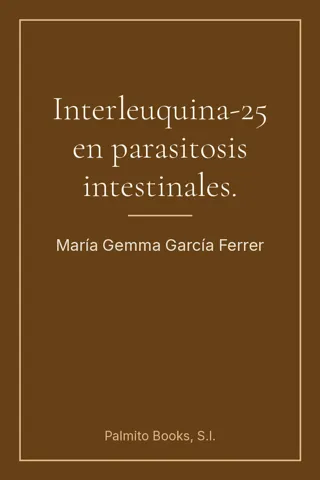 Interleuquina-25
en parasitosis
intestinales.
María Gemma García Ferrer
Palmito Books, S.l.